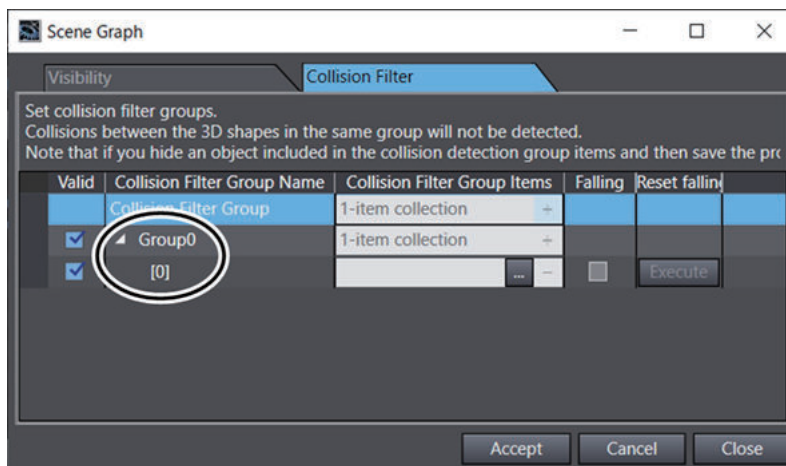 Scene Graph
Visibility
Collision Filter
Set collision filter groups.
Collisions between the 3D shapes in the same group will not be detected.
Note that if you hide an object included in the collision detection group items and then save the prc
Valid Collision Filter Group Name Collision Filter Group Items Falling Reset falling
Collision Filter Group 1-item collection +
Group0 1-item collection +
[0] ... − Execute
Accept Cancel Close